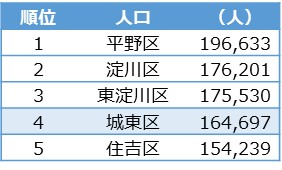 順位 人口 （人）
1 平野区 196,633
2 淀川区 176,201
3 東淀川区 175,530
4 城東区 164,697
5 住吉区 154,239